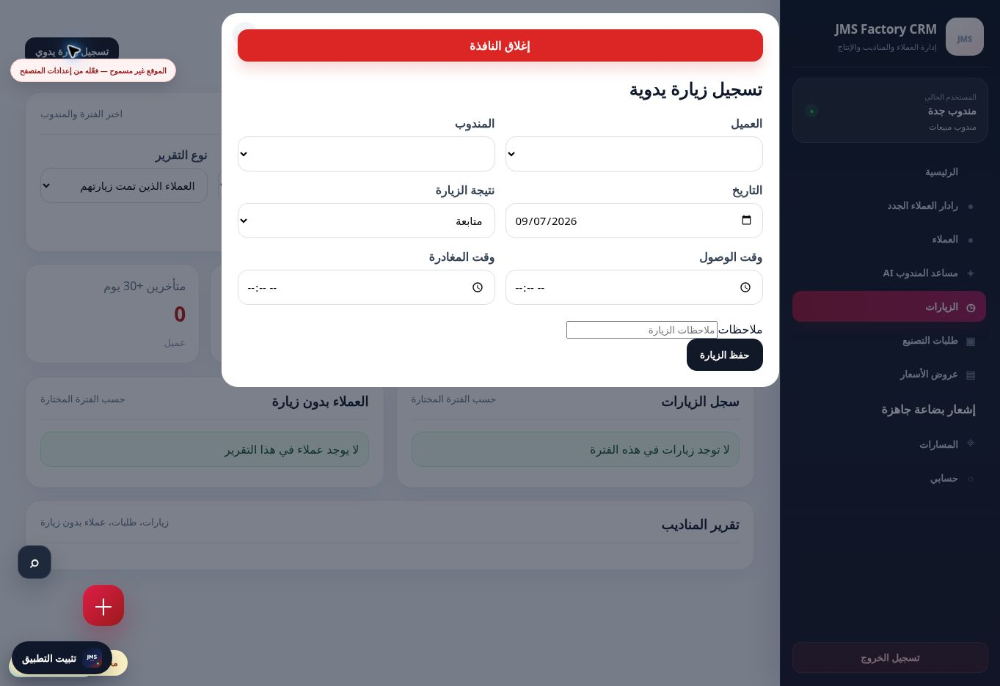 JMS Factory CRM
إدارة العملاء والمناديب والإنتاج
JMS
المستخدم الحالي
مندوب جدة
مندوب مبيعات
الرئيسية
رادار العملاء الجدد
العملاء
مساعد المندوب AI
الزيارات
طلبات التصنيع
عروض الأسعار
إشعار بضاعة جاهزة
المسارات
حسابي
تسجيل الخروج
إغلاق النافذة
تسجيل زيارة يدوية
العميل
المندوب
التاريخ
نتيجة الزيارة
09/07/2026
متابعة
وقت الوصول
وقت المغادرة
--:-- --
--:-- --
ملاحظات
ملاحظات الزيارة
حفظ الزيارة
تسجيل زيارة يدوي
الموقع غير مسموح — فعّله من إعدادات المتصفح
اختر الفترة والمندوب
نوع التقرير
العملاء الذين تمت زيارتهم
متأخرين +30 يوم
0
عميل
سجل الزيارات
حسب الفترة المختارة
لا توجد زيارات في هذه الفترة
العملاء بدون زيارة
حسب الفترة المختارة
لا يوجد عملاء في هذا التقرير
تقرير المناديب
زيارات، طلبات، عملاء بدون زيارة
JMS
تثبيت التطبيق